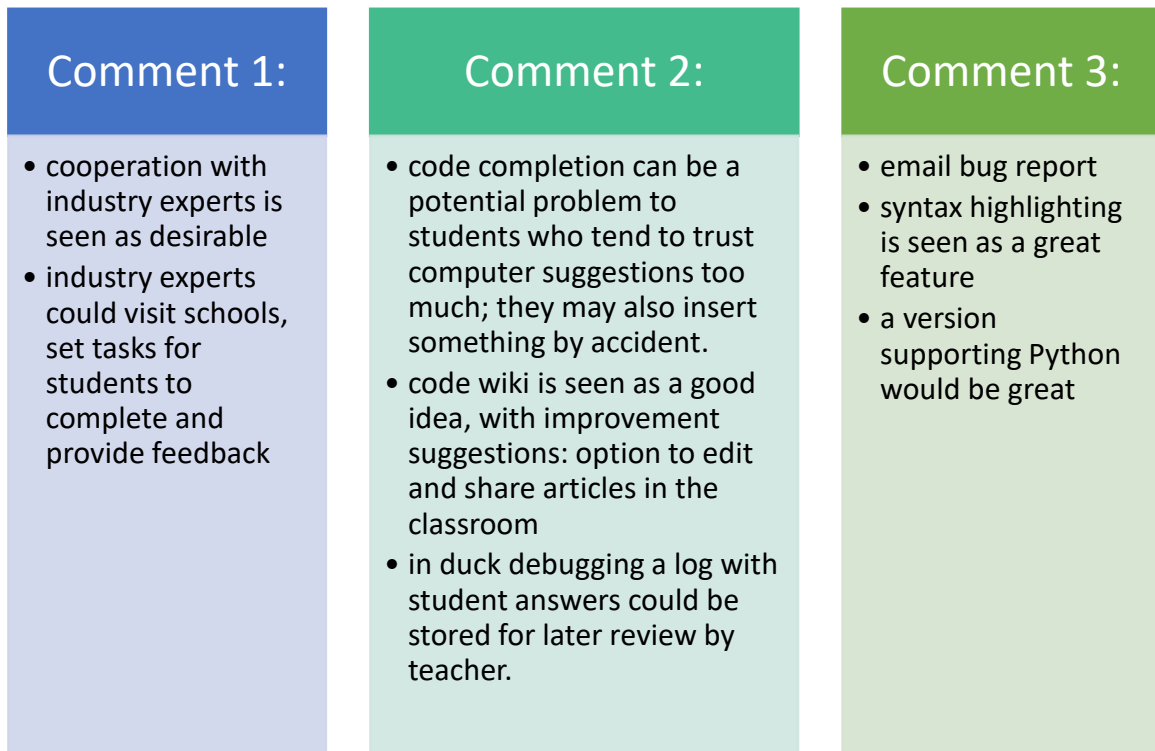 Comment 1:
• cooperation with
industry experts is
seen as desirable
• industry experts
could visit schools,
set tasks for
students to
complete and
provide feedback
Comment 2:
• code completion can be a
potential problem to
students who tend to trust
computer suggestions too
much; they may also insert
something by accident.
• code wiki is seen as a good
idea, with improvement
suggestions: option to edit
and share articles in the
classroom
• in duck debugging a log with
student answers could be
stored for later review by
teacher.
Comment 3:
• email bug report
• syntax highlighting
is seen as a great
feature
• a version
supporting Python
would be great